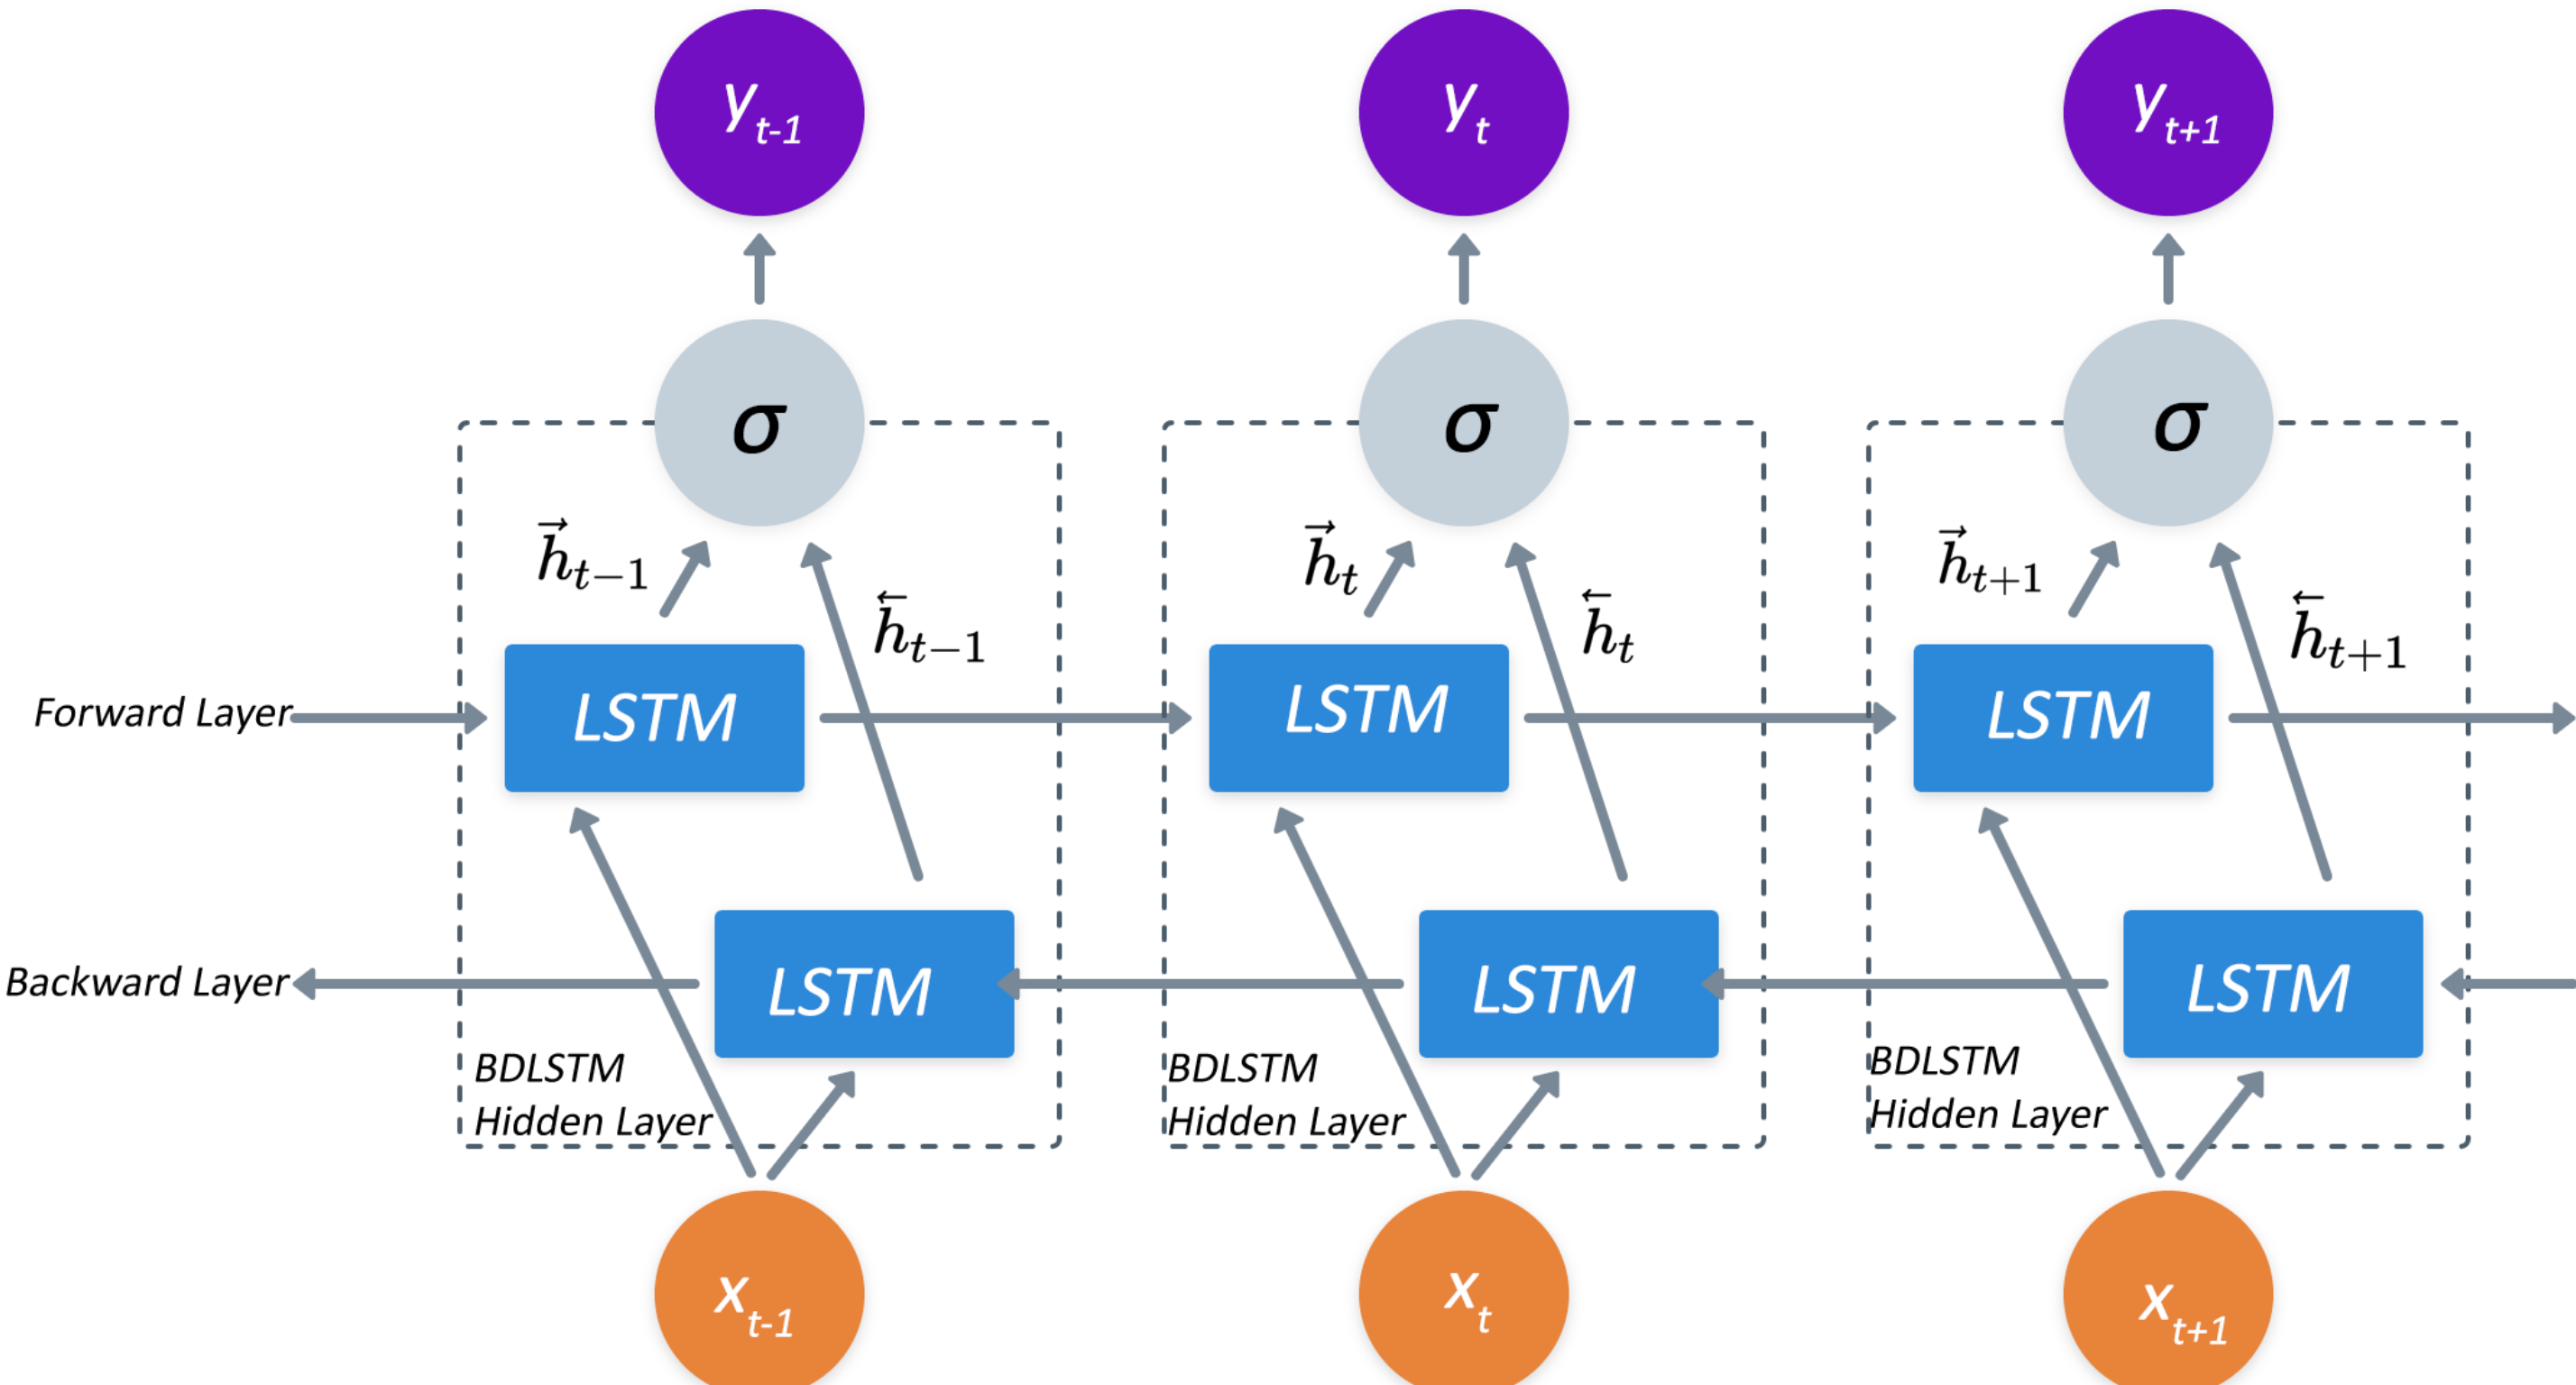 y t-1
y t
y t+1
σ
σ
σ
→h t−1
←h t−1
→h t
←h t
→h t+1
←h t+1
Forward Layer
LSTM
LSTM
LSTM
Backward Layer
LSTM
LSTM
LSTM
BDLSTM
Hidden Layer
BDLSTM
Hidden Layer
BDLSTM
Hidden Layer
x t-1
x t
x t+1